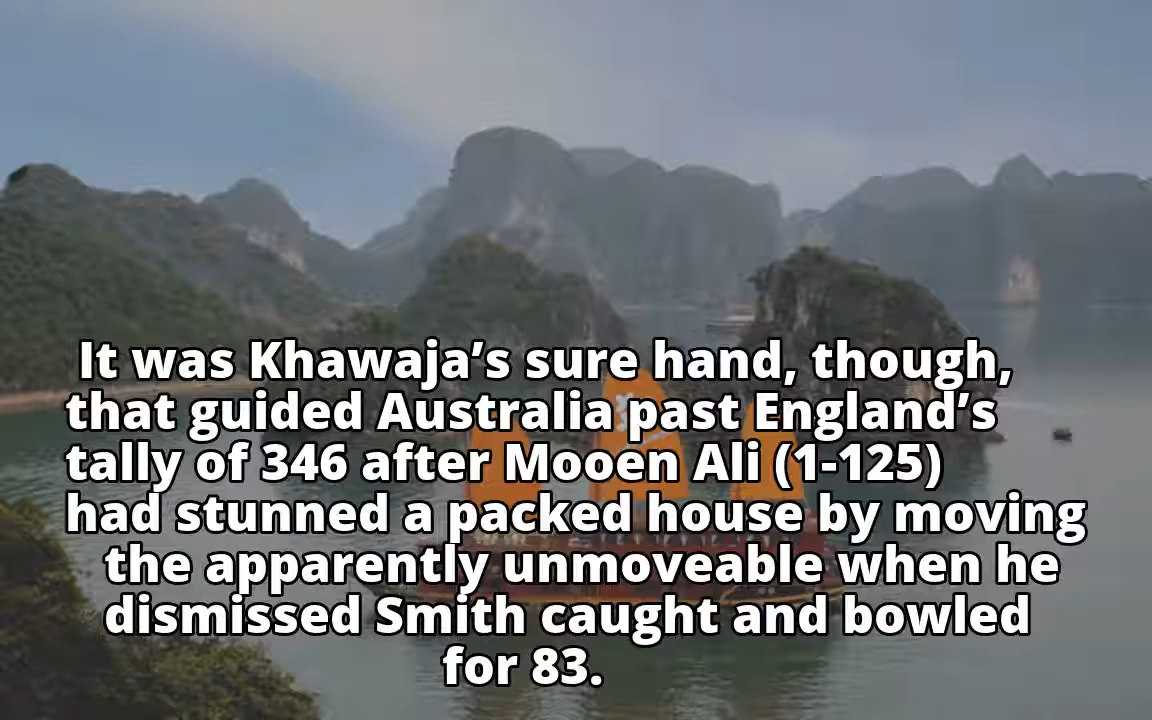 It was Khawaja’s sure hand, though,
that guided Australia past England’s
tally of 346 after Mooen Ali (1-125)
had stunned a packed house by moving
the apparently unmoveable when he
dismissed Smith caught and bowled
for 83.